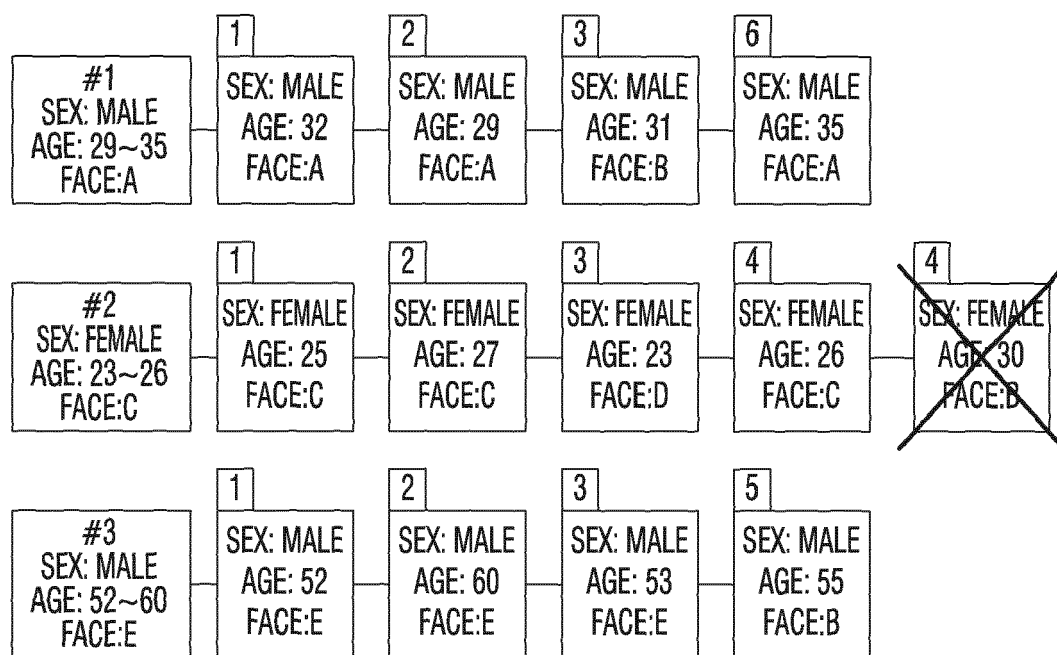 1
2
3
6
#1
SEX: MALE
AGE: 29~35
FACE:A
SEX: MALE
AGE: 32
FACE:A
SEX: MALE
AGE: 29
FACE:A
SEX: MALE
AGE: 31
FACE:B
SEX: MALE
AGE: 35
FACE:A
1
2
3
4
4
#2
SEX: FEMALE
AGE: 23~26
FACE:C
SEX: FEMALE
AGE: 25
FACE:C
SEX: FEMALE
AGE: 27
FACE:C
SEX: FEMALE
AGE: 23
FACE:D
SEX: FEMALE
AGE: 26
FACE:C
SEX: FEMALE
AGE: 30
FACE:B
1
2
3
5
#3
SEX: MALE
AGE: 52~60
FACE:E
SEX: MALE
AGE: 52
FACE:E
SEX: MALE
AGE: 60
FACE:E
SEX: MALE
AGE: 53
FACE:E
SEX: MALE
AGE: 55
FACE:B